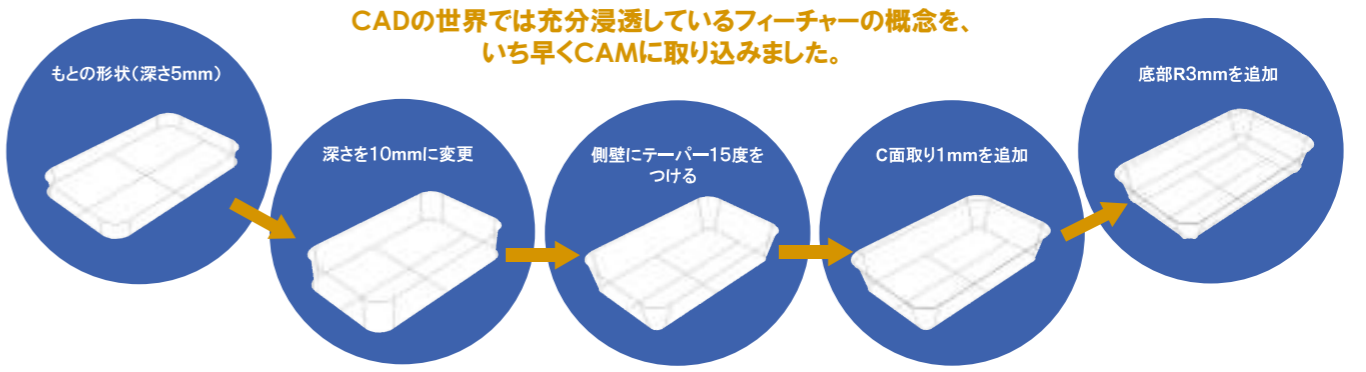 CADの世界では充分浸透しているフィーチャーの概念を、
いち早くCAMに取り込みました。
もとの形状(深さ5mm)
深さを10mmに変更
側壁にテーパー15度を
つける
C面取り1mmを追加
底部R3mmを追加